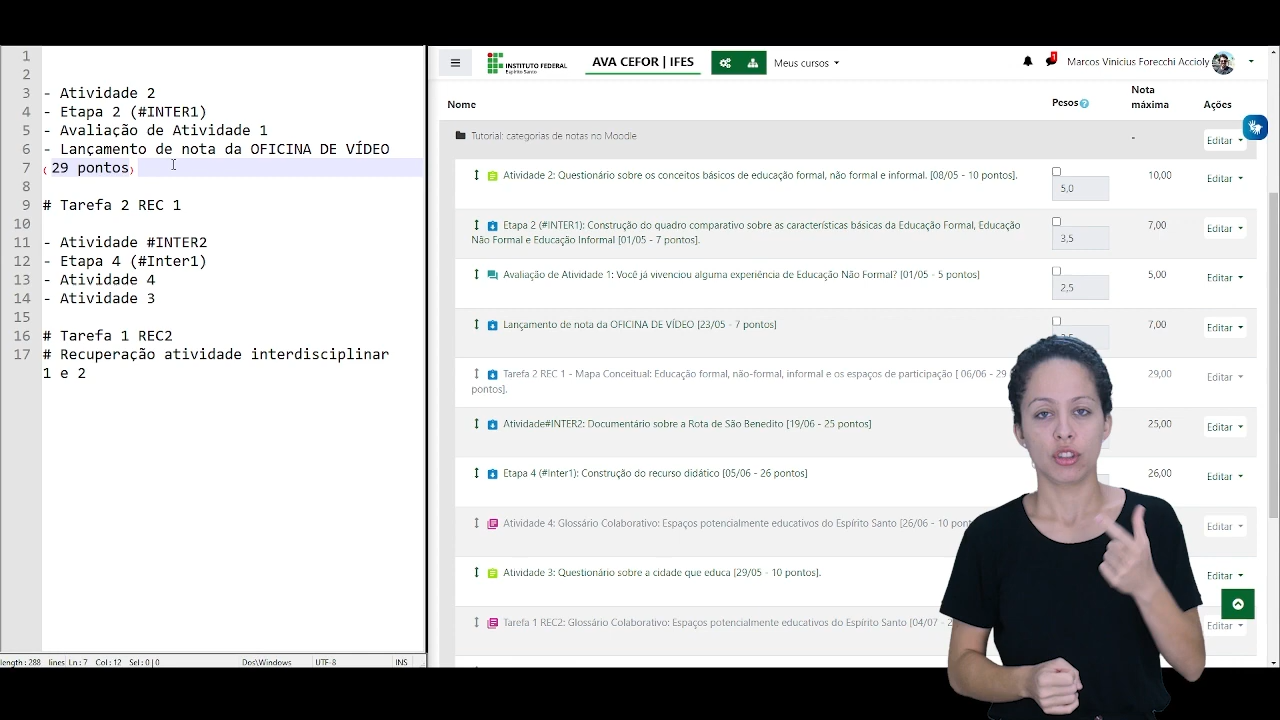 1
2
3 - Atividade 2
4 - Etapa 2 (#INTER1)
5 - Avaliação de Atividade 1
6 - Lançamento de nota da OFICINA DE VÍDEO
7 (29 pontos)
8
9 # Tarefa 2 REC 1
10
11 - Atividade #INTER2
12 - Etapa 4 (#Inter1)
13 - Atividade 4
14 - Atividade 3
15
16 # Tarefa 1 REC2
17 # Recuperação atividade interdisciplinar
1 e 2
length : 288 lines Ln : 7 Col : 12 Sel : 0 | 0 Dos\Windows UTF-8 INS
INSTITUTO FEDERAL
Espírito Santo
AVA CEFOR | IFES
Meus cursos
1
Marcos Vinicius Forecchi Accioly
Nome Pesos Nota máxima Ações
Tutorial: categorias de notas no Moodle - Editar
Atividade 2: Questionário sobre os conceitos básicos de educação formal, não formal e informal. [08/05 - 10 pontos]. 10,00 Editar
5,0
Etapa 2 (#INTER1): Construção do quadro comparativo sobre as características básicas da Educação Formal, Educação 7,00 Editar
Não Formal e Educação Informal [01/05 - 7 pontos]. 3,5
Avaliação de Atividade 1: Você já vivenciou alguma experiência de Educação Não Formal? [01/05 - 5 pontos] 5,00 Editar
2,5
Lançamento de nota da OFICINA DE VÍDEO [23/05 - 7 pontos] 7,00 Editar
Tarefa 2 REC 1 - Mapa Conceitual: Educação formal, não-formal, informal e os espaços de participação [ 06/06 - 29 29,00 Editar
pontos].
Atividade#INTER2: Documentário sobre a Rota de São Benedito [19/06 - 25 pontos] 25,00 Editar
Etapa 4 (#Inter1): Construção do recurso didático [05/06 - 26 pontos] 26,00 Editar
Atividade 4: Glossário Colaborativo: Espaços potencialmente educativos do Espírito Santo [26/06 - 10 Editar
Atividade 3: Questionário sobre a cidade que educa [29/05 - 10 pontos]. Editar
Tarefa 1 REC2: Glossário Colaborativo: Espaços potencialmente educativos do Espírito Santo [04/07 - Editar